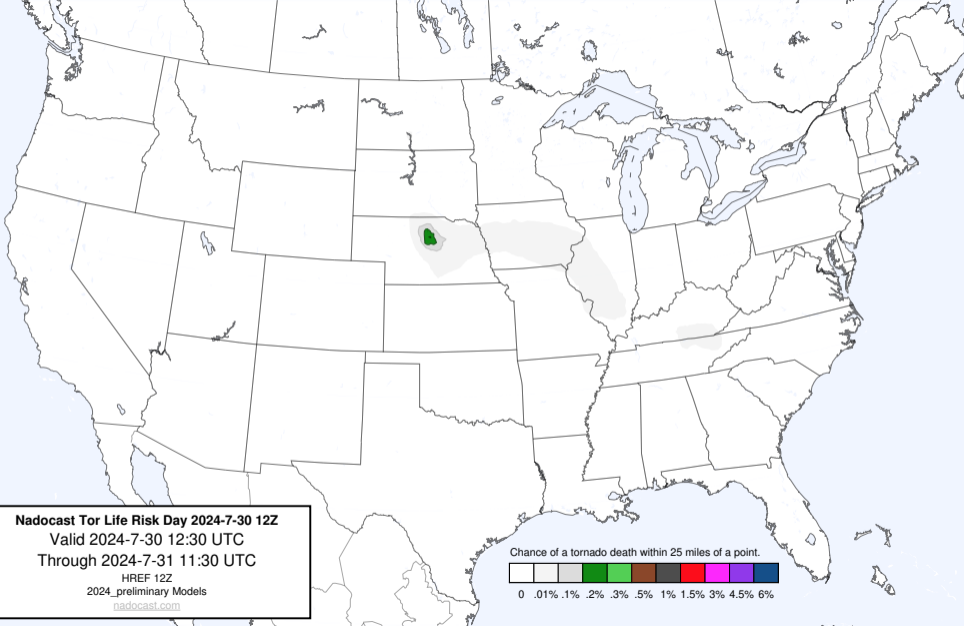 Nadocast Tor Life Risk Day 2024-7-30 12Z
Valid 2024-7-30 12:30 UTC
Through 2024-7-31 11:30 UTC
HREF 12Z
2024_preliminary Models
nadocast.com
Chance of a tornado death within 25 miles of a point.
0 .01% .1% .2% .3% .5% 1% 1.5% 3% 4.5% 6%